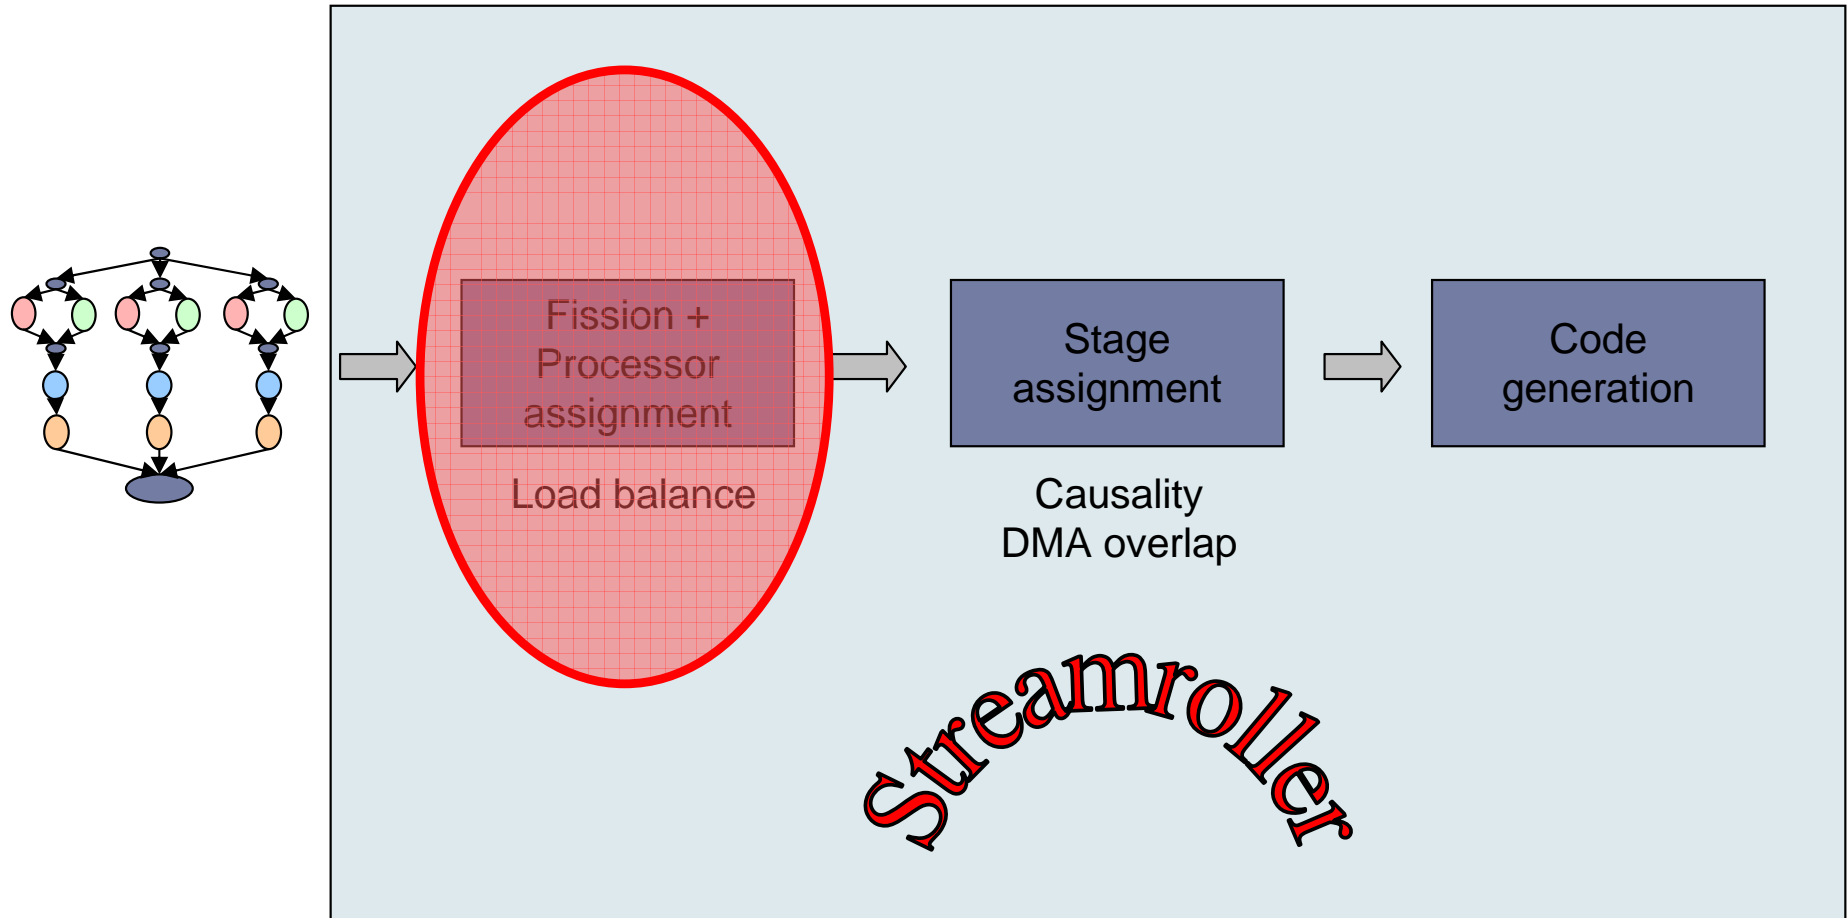 Fission +
Processor
assignment
Load balance
Stage
assignment
Causality
DMA overlap
Code
generation
Streamroller